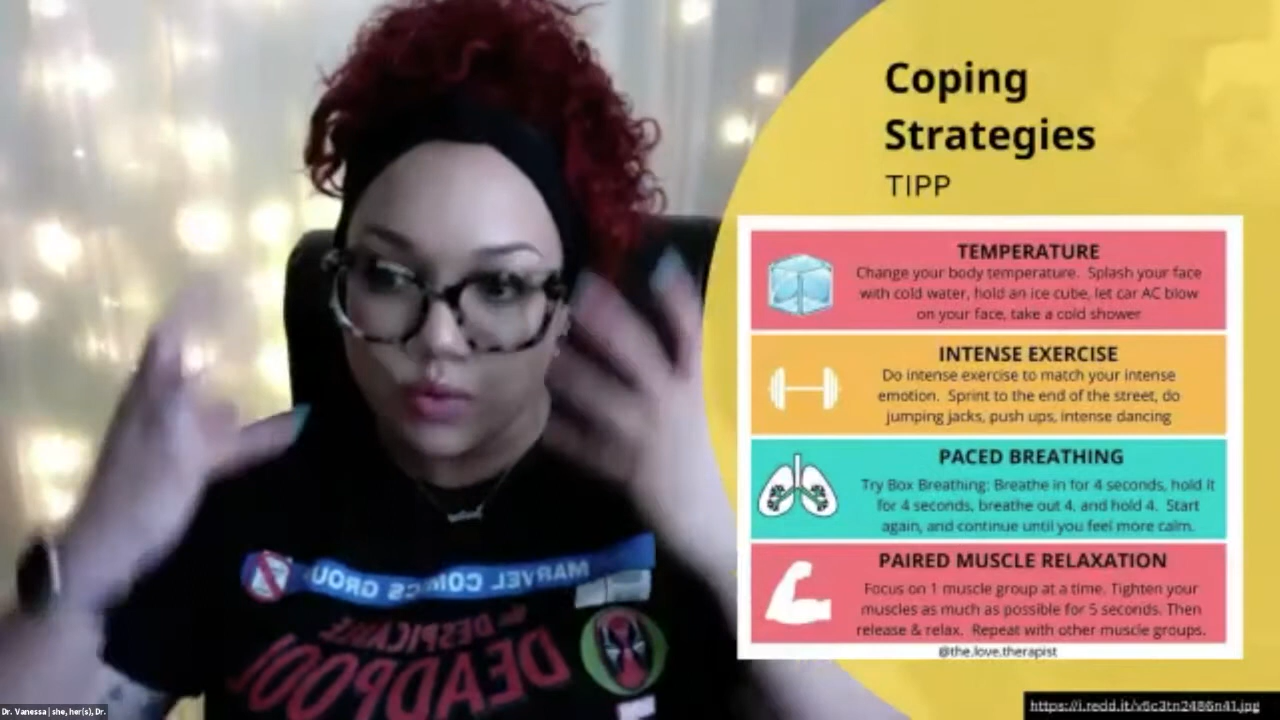 Coping
Strategies
TIPP
TEMPERATURE
Change your body temperature. Splash your face
with cold water, hold an ice cube, let car AC blow
on your face, take a cold shower
INTENSE EXERCISE
Do intense exercise to match your intense
emotion. Sprint to the end of the street, do
jumping jacks, push ups, intense dancing
PACED BREATHING
Try Box Breathing: Breathe in for 4 seconds, hold it
for 4 seconds, breathe out 4, and hold 4. Start
again, and continue until you feel more calm.
PAIRED MUSCLE RELAXATION
Focus on 1 muscle group at a time. Tighten your
muscles as much as possible for 5 seconds. Then
release & relax. Repeat with other muscle groups.
@the.love.therapist
https://i.redd.it/v6c3tn2486n41.jpg
MARVEL COMICS GROUP
DESPICABLE
DEADPOOL
Dr. Vanessa | she, her(s), Dr.